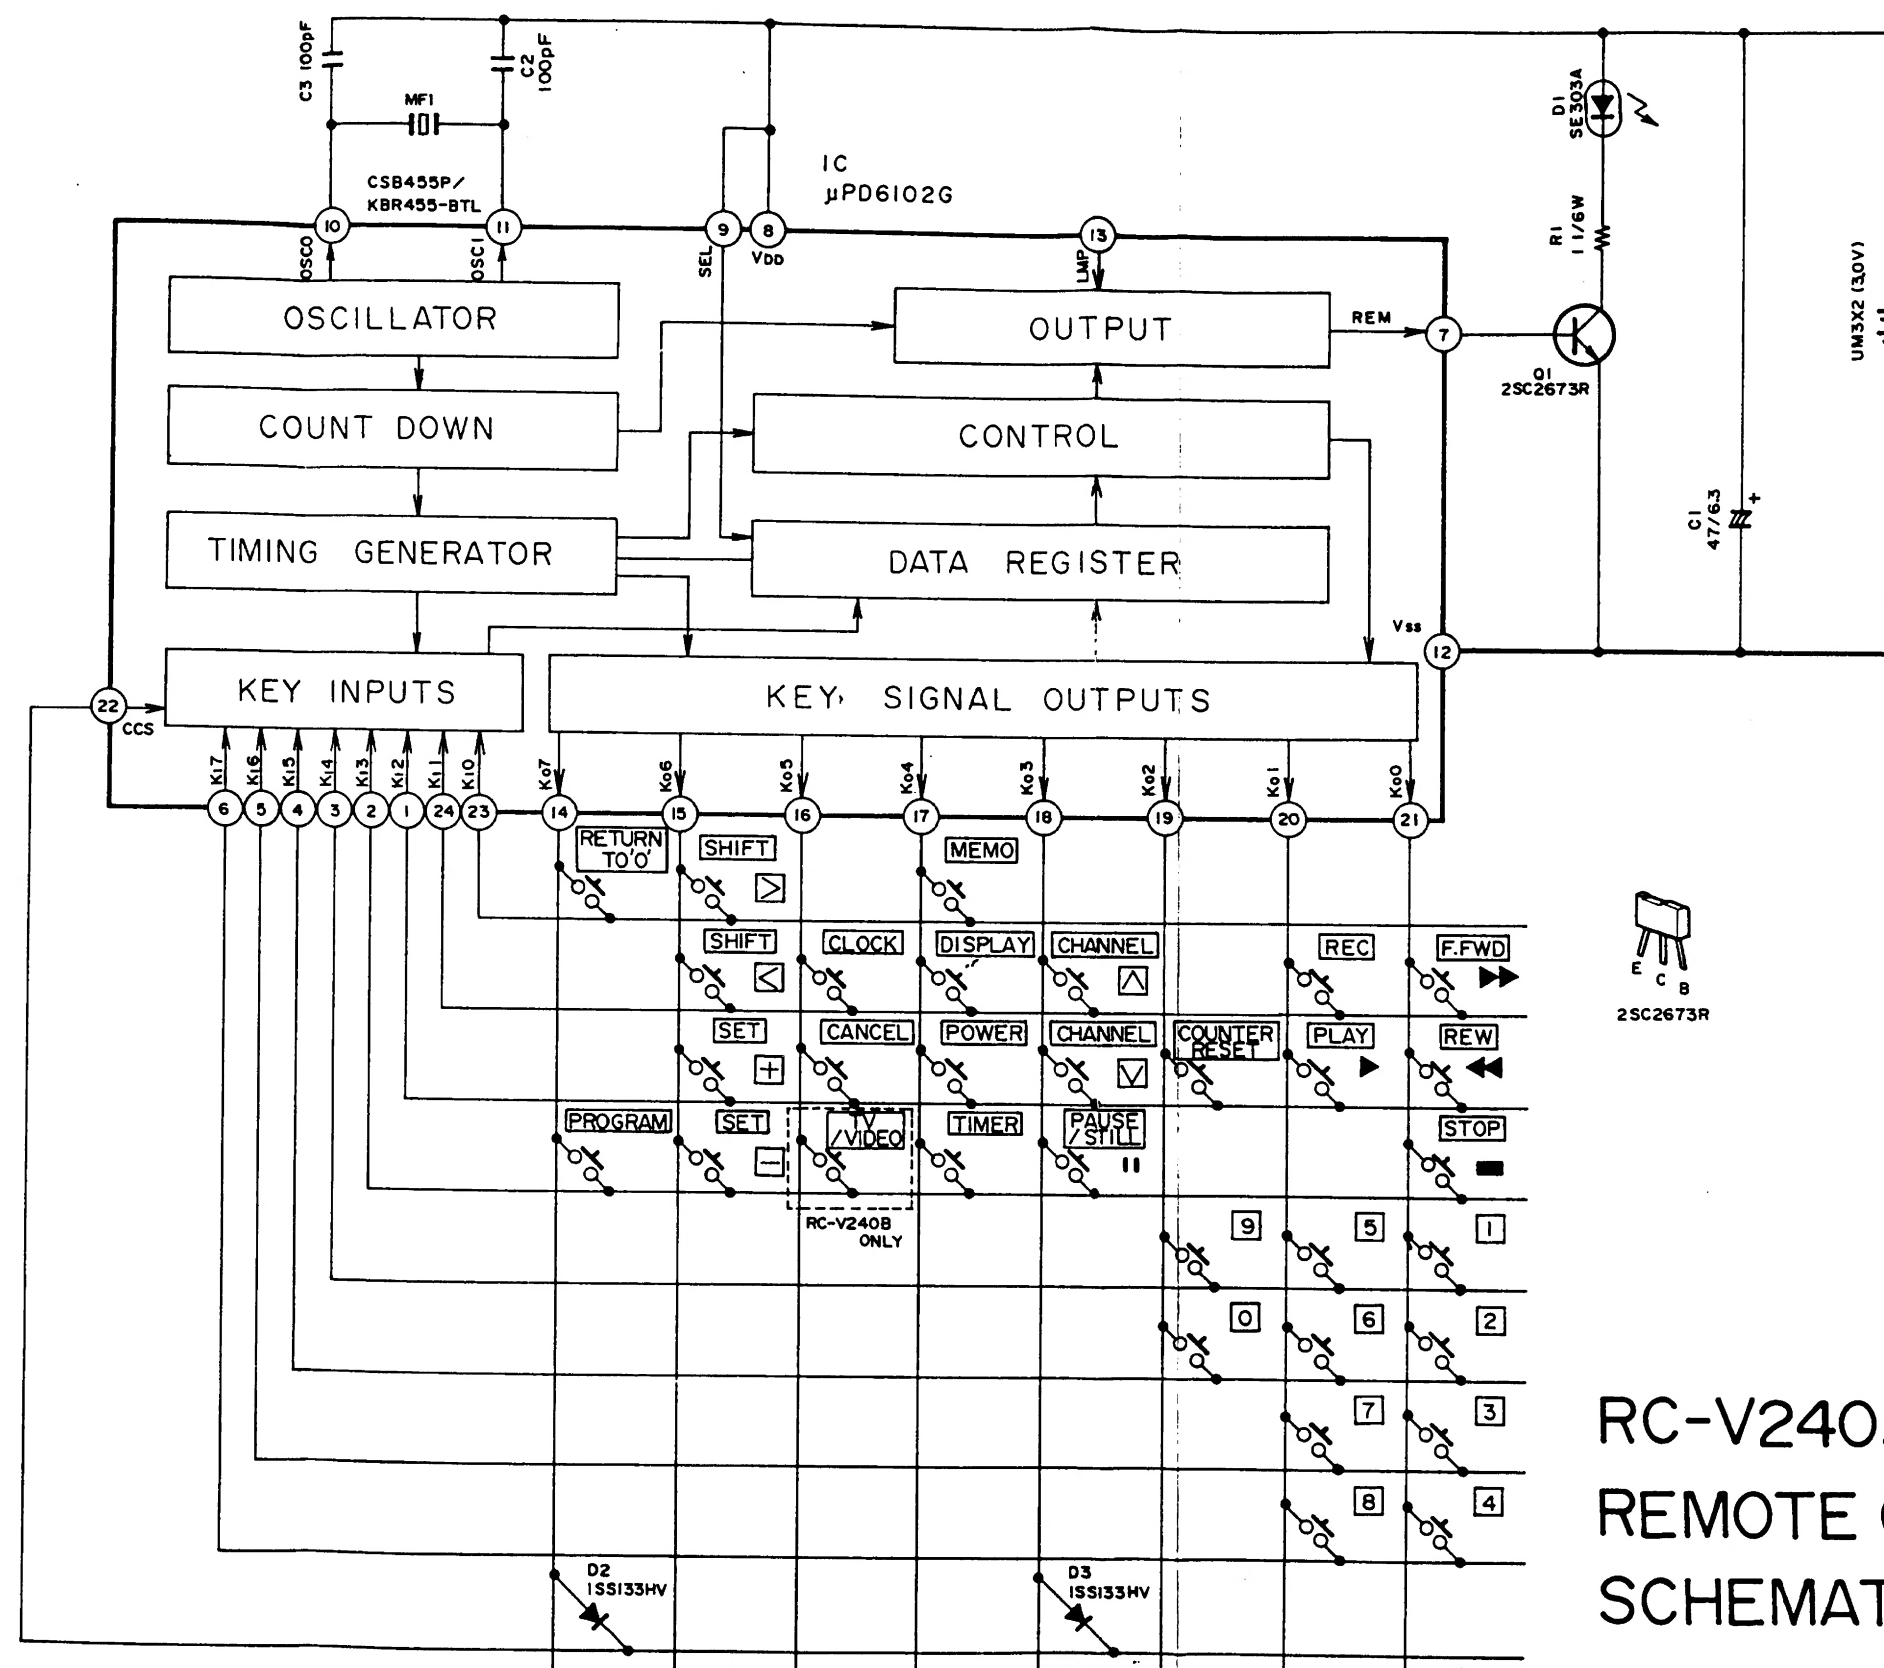 C3 100pF
C2
100pF
MF1
CSB455P/
KBR455-BTL
IC
μPD6102G
D1
SE303A
R1
1 1/6W
UM3X2 (3.0V)
10
11
9
8
13
OSCO
OSCI
SEL
VDD
LMP
OSCILLATOR
OUTPUT
REM
7
Q1
2SC2673R
COUNT DOWN
CONTROL
TIMING GENERATOR
DATA REGISTER
C1
47/6.3
+
Vss
12
KEY INPUTS
KEY SIGNAL OUTPUTS
22
CCS
Ki7
Ki6
Ki5
Ki4
Ki3
Ki2
Ki1
Ki0
Ko7
Ko6
Ko5
Ko4
Ko3
Ko2
Ko1
Ko0
6
5
4
3
2
1
24
23
14
15
16
17
18
19
20
21
RETURN
TO'O'
SHIFT
>
MEMO
SHIFT
<
CLOCK
DISPLAY
CHANNEL
REC
F.FWD
E
C
B
2SC2673R
SET
+
CANCEL
POWER
CHANNEL
COUNTER
RESET
PLAY
REW
PROGRAM
SET
−
TV
/VIDEO
TIMER
PAUSE
/STILL
STOP
RC-V240B
ONLY
9
5
1
0
6
2
7
3
8
4
RC-V240
REMOTE
SCHEMAT
D2
1SS133HV
D3
1SS133HV